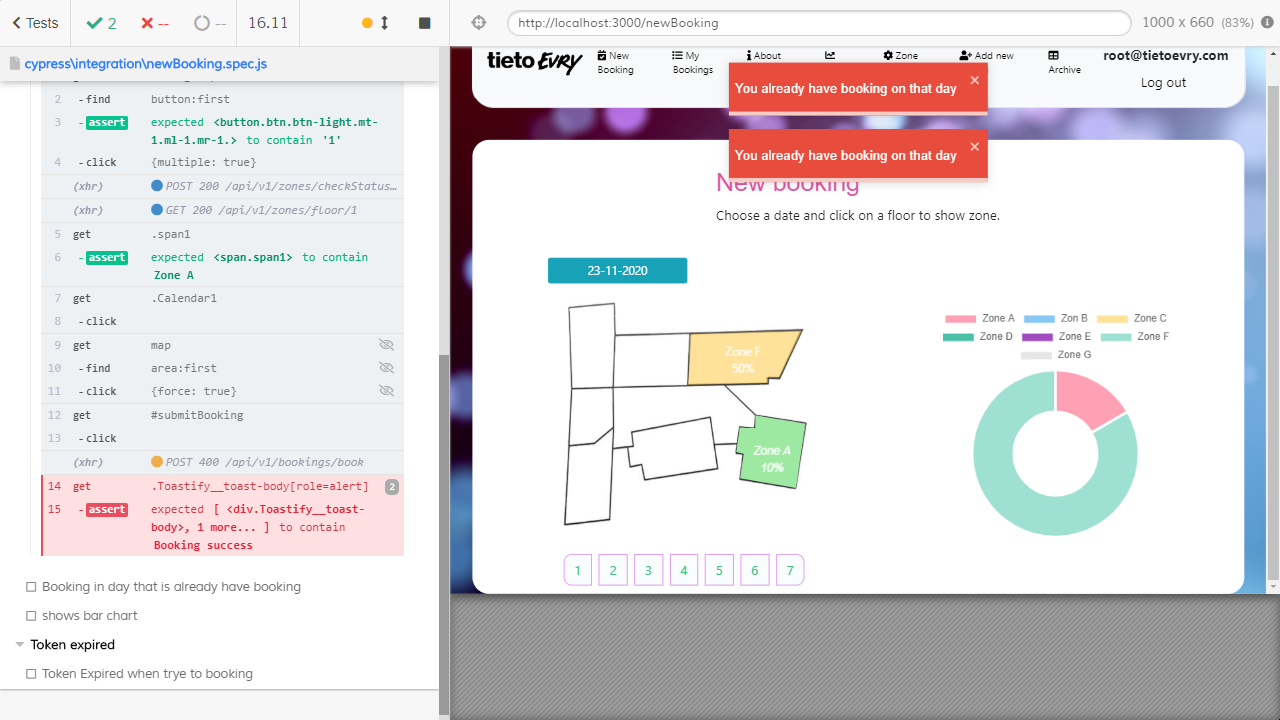 Tests
2
--
--
16.11
http://localhost:3000/newBooking
1000 x 660 (83%)
cypress\integration\newBooking.spec.js
2 -find button:first
3 -assert expected <button.btn.btn-light.mt-
1.ml-1.mr-1.> to contain '1'
4 -click {multiple: true}
(xhr) POST 200 /api/v1/zones/checkStatus…
(xhr) GET 200 /api/v1/zones/floor/1
5 get .span1
6 -assert expected <span.span1> to contain
Zone A
7 get .Calendar1
8 -click
9 get map
10 -find area:first
11 -click {force: true}
12 get #submitBooking
13 -click
(xhr) POST 400 /api/v1/bookings/book
14 get .Toastify__toast-body[role=alert] 2
15 -assert expected [ <div.Toastify__toast-
body>, 1 more... ] to contain
Booking success
Booking in day that is already have booking
shows bar chart
Token expired
Token Expired when trye to booking
tieto EVRY
New
Booking
My
Bookings
About
Zone
Add new
Archive
root@tietoevry.com
Log out
You already have booking on that day ×
You already have booking on that day ×
New booking
Choose a date and click on a floor to show zone.
23-11-2020
Zone F
50%
Zone A
10%
1 2 3 4 5 6 7
Zone A Zon B Zone C
Zone D Zone E Zone F
Zone G